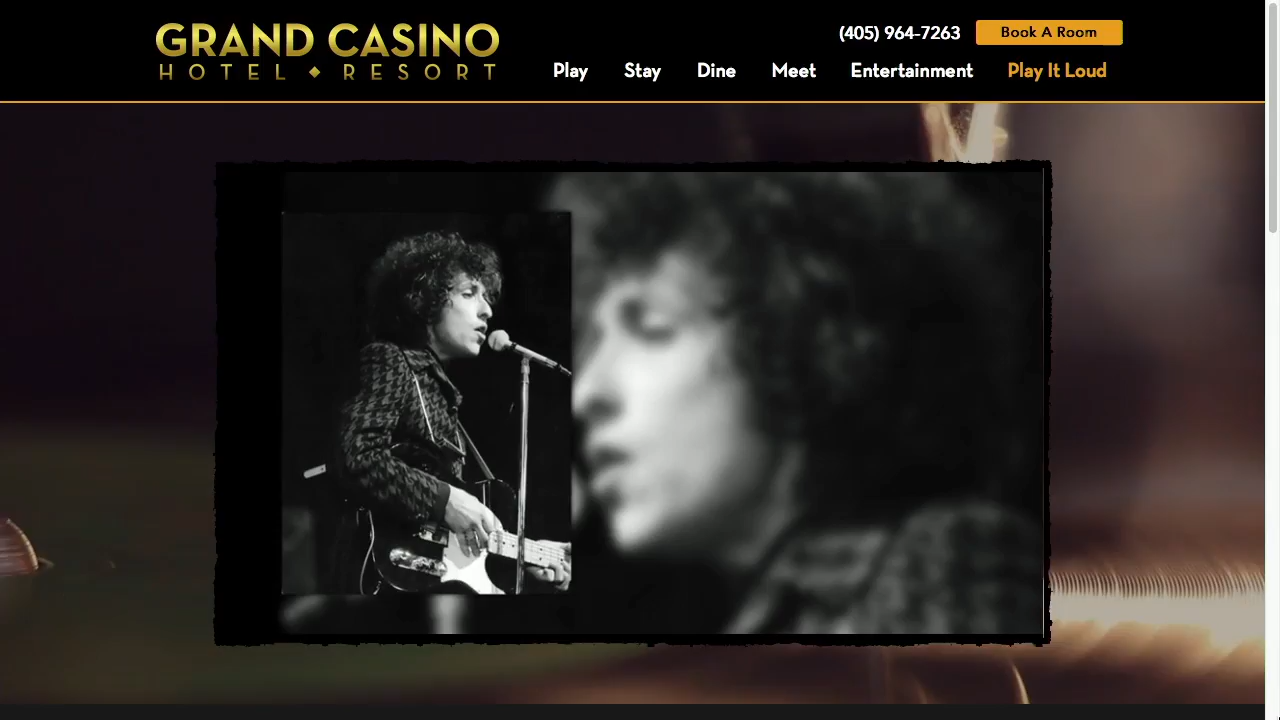 GRAND CASINO
HOTEL RESORT
(405) 964-7263
Book A Room
Play
Stay
Dine
Meet
Entertainment
Play It Loud